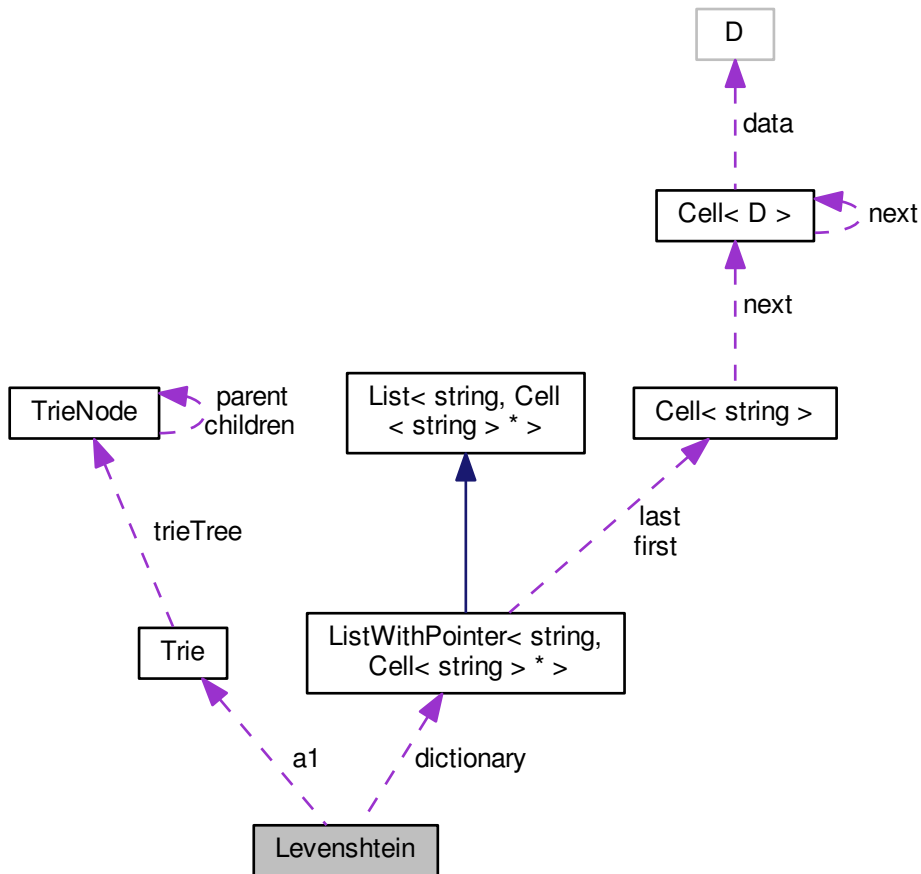 D
data
Cell< D >
next
next
TrieNode
parent
children
List< string, Cell
< string > * >
Cell< string >
trieTree
last
first
Trie
ListWithPointer< string,
Cell< string > * >
a1
dictionary
Levenshtein